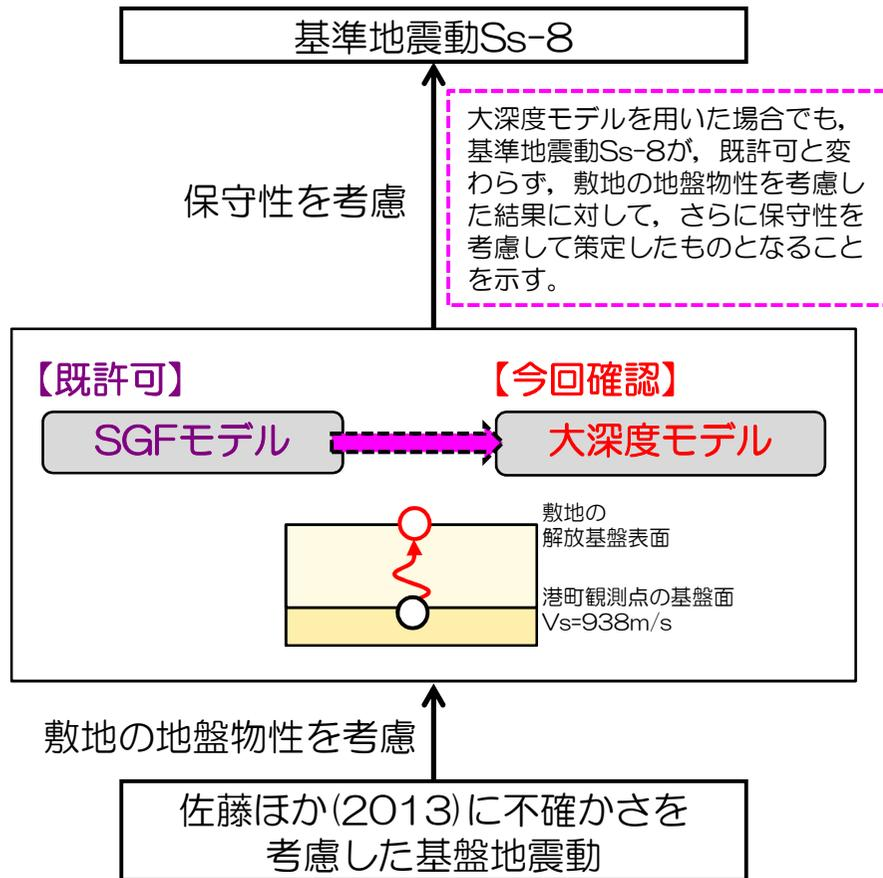 基準地震動Ss-8
大深度モデルを用いた場合でも，
基準地震動Ss-8が，既許可と変
わらず，敷地の地盤物性を考慮し
た結果に対して，さらに保守性を
考慮して策定したものとなること
を示す。
保守性を考慮
【既許可】
【今回確認】
SGFモデル
大深度モデル
敷地の
解放基盤表面
港町観測点の基盤面
Vs=938m/s
敷地の地盤物性を考慮
佐藤ほか(2013)に不確かさを
考慮した基盤地震動